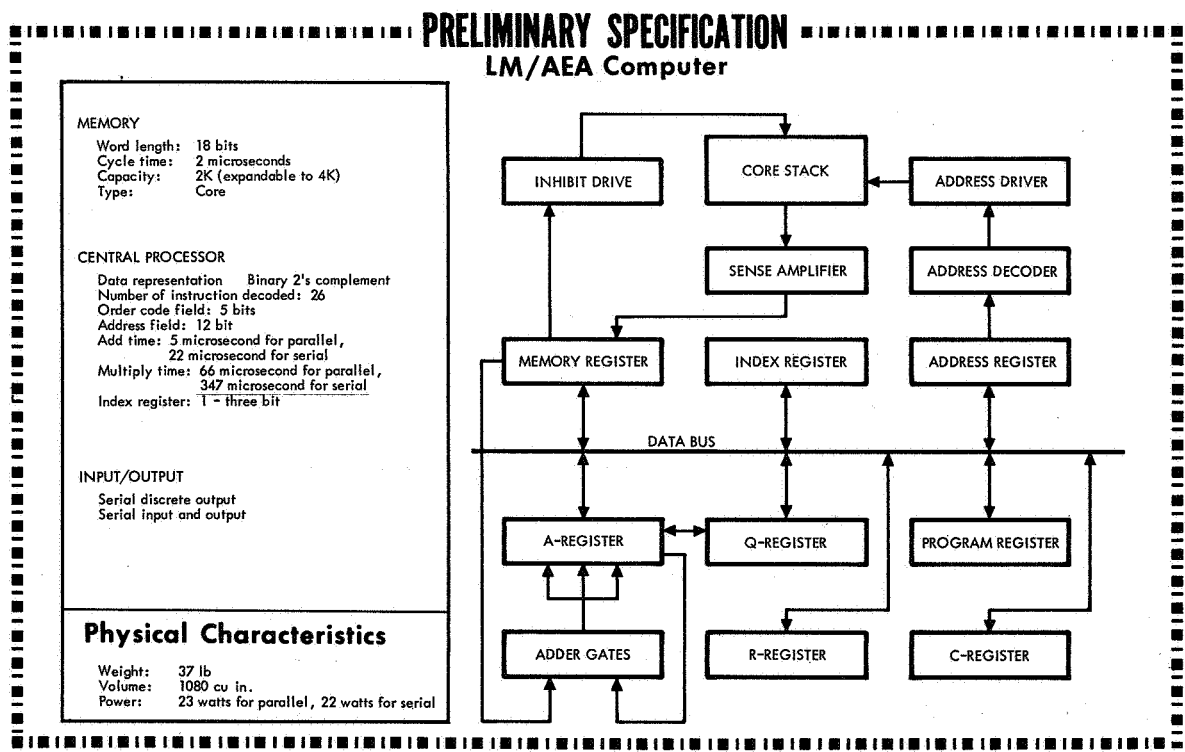 PRELIMINARY SPECIFICATION
LM/AEA Computer
MEMORY
Word length: 18 bits
Cycle time: 2 microseconds
Capacity: 2K (expandable to 4K)
Type: Core
CENTRAL PROCESSOR
Data representation Binary 2's complement
Number of instruction decoded: 26
Order code field: 5 bits
Address field: 12 bit
Add time: 5 microsecond for parallel,
22 microsecond for serial
Multiply time: 66 microsecond for parallel,
347 microsecond for serial
Index register: 1 - three bit
INPUT/OUTPUT
Serial discrete output
Serial input and output
Physical Characteristics
Weight: 37 lb
Volume: 1080 cu in.
Power: 23 watts for parallel, 22 watts for serial
INHIBIT DRIVE
CORE STACK
ADDRESS DRIVER
SENSE AMPLIFIER
ADDRESS DECODER
MEMORY REGISTER
INDEX REGISTER
ADDRESS REGISTER
DATA BUS
A-REGISTER
Q-REGISTER
PROGRAM REGISTER
ADDER GATES
R-REGISTER
C-REGISTER